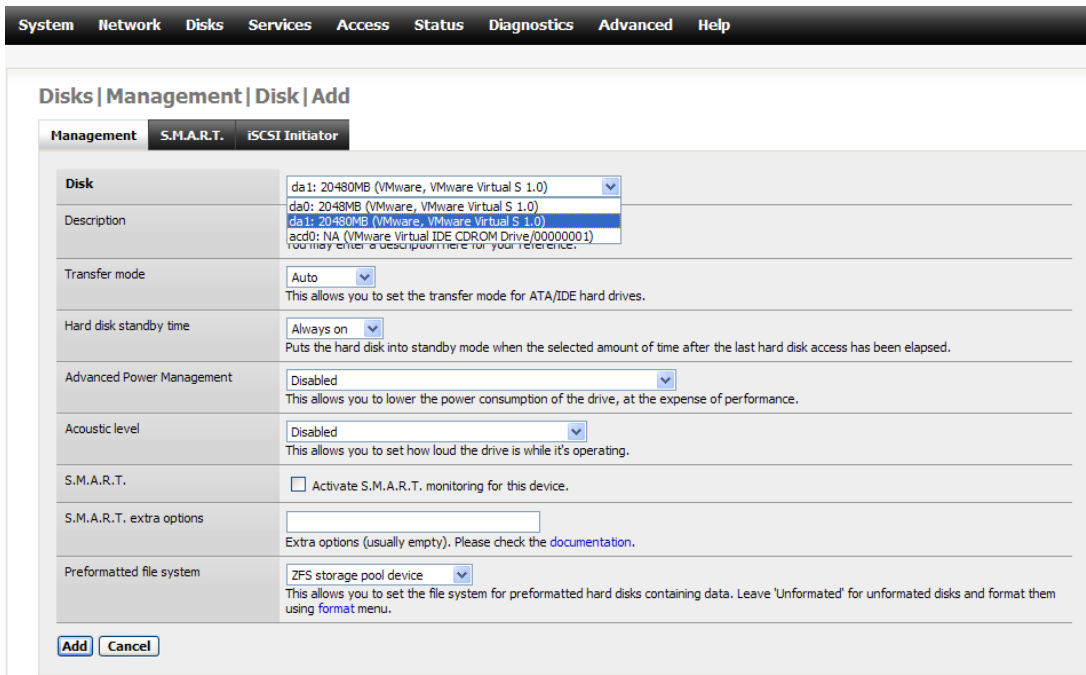 System Network Disks Services Access Status Diagnostics Advanced Help
Disks|Management|Disk|Add
Management S.M.A.R.T. iSCSI Initiator
Disk
da1: 20480MB (VMware, VMware Virtual S 1.0)
da0: 2048MB (VMware, VMware Virtual S 1.0)
da1: 20480MB (VMware, VMware Virtual S 1.0)
acd0: NA (VMware Virtual IDE CDROM Drive/00000001)
Description
You may enter a description here for your reference.
Transfer mode
Auto
This allows you to set the transfer mode for ATA/IDE hard drives.
Hard disk standby time
Always on
Puts the hard disk into standby mode when the selected amount of time after the last hard disk access has been elapsed.
Advanced Power Management
Disabled
This allows you to lower the power consumption of the drive, at the expense of performance.
Acoustic level
Disabled
This allows you to set how loud the drive is while it's operating.
S.M.A.R.T.
Activate S.M.A.R.T. monitoring for this device.
S.M.A.R.T. extra options
Extra options (usually empty). Please check the documentation.
Preformatted file system
ZFS storage pool device
This allows you to set the file system for preformatted hard disks containing data. Leave 'Unformated' for unformated disks and format them
using format menu.
Add Cancel